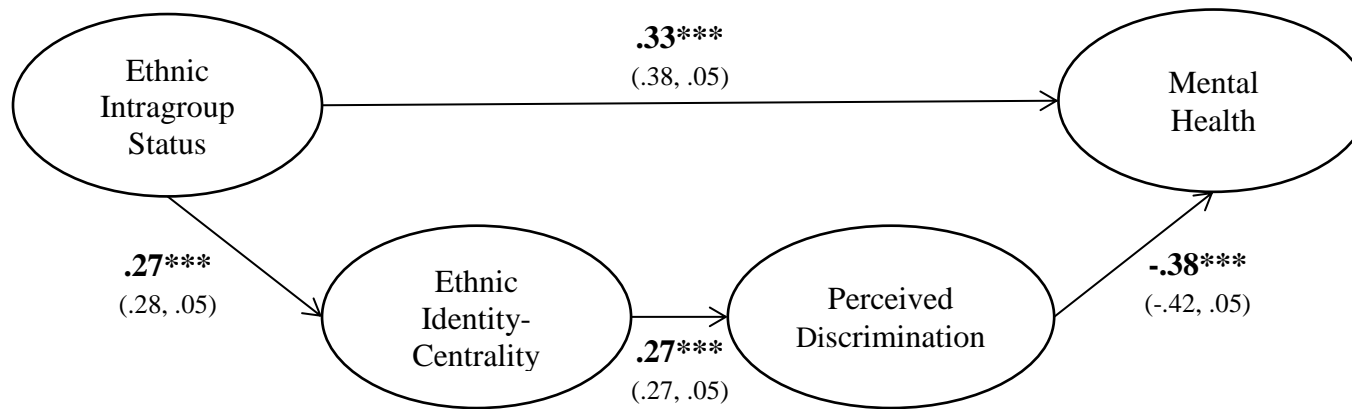 Ethnic
Intragroup
Status
.33***
(.38, .05)
Mental
Health
.27***
(.28, .05)
Ethnic
Identity-
Centrality
.27***
(.27, .05)
Perceived
Discrimination
-.38***
(-.42, .05)